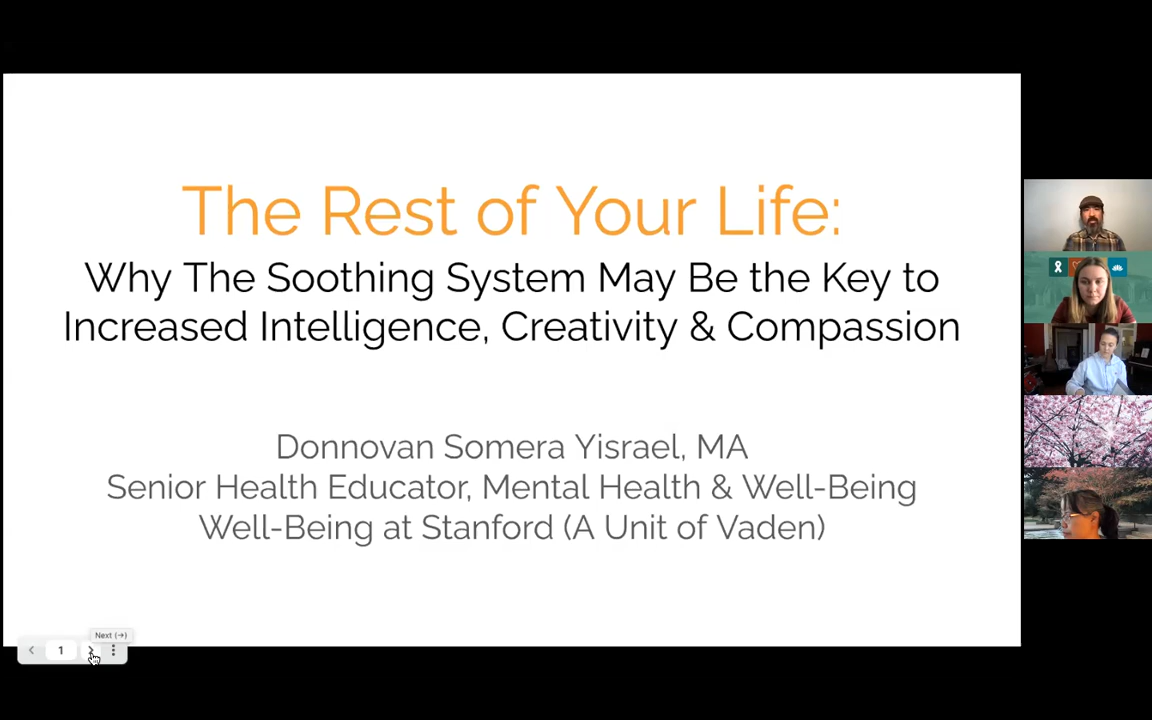 The Rest of Your Life:
Why The Soothing System May Be the Key to
Increased Intelligence, Creativity & Compassion
Donnovan Somera Yisrael, MA
Senior Health Educator, Mental Health & Well-Being
Well-Being at Stanford (A Unit of Vaden)
Next (→)
1